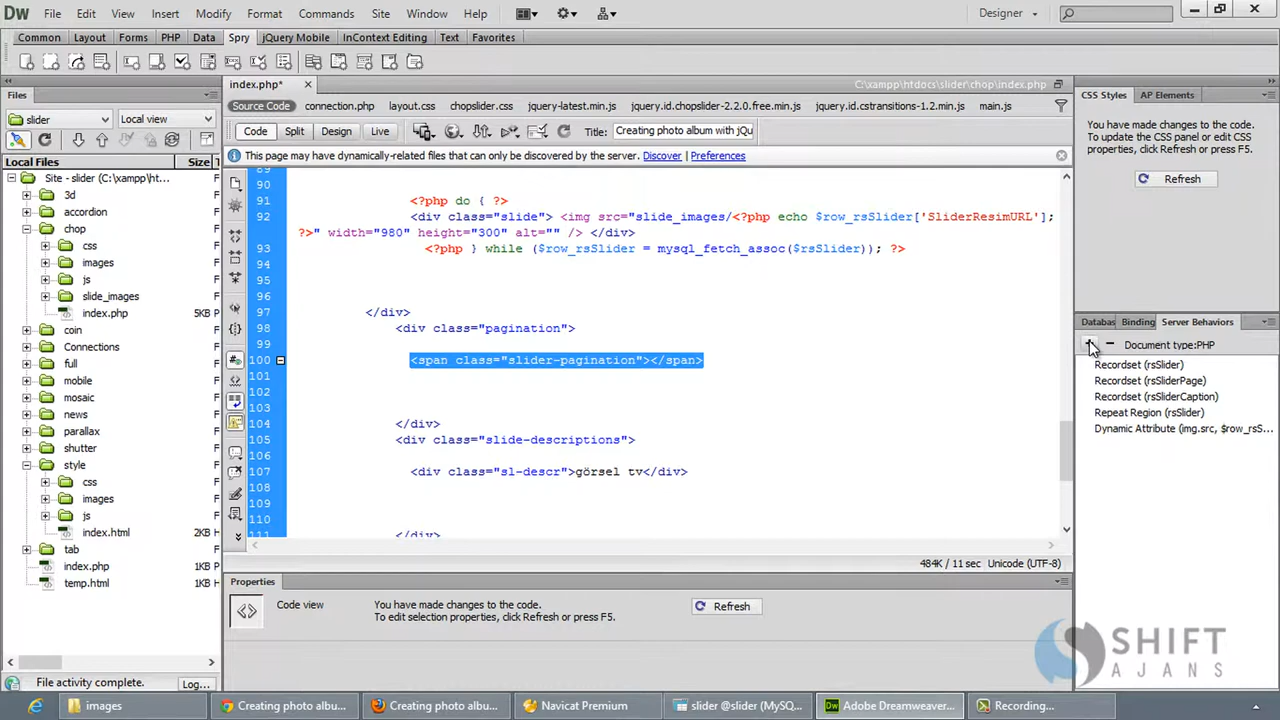 Dw File Edit View Insert Modify Format Commands Site Window Help Designer
Common Layout Forms PHP Data Spry jQuery Mobile InContext Editing Text Favorites
Files
slider Local view
Local Files Size
Site - slider (C:\xampp\ht...
3d F
accordion F
chop F
css F
images F
js F
slide_images F
index.php 5KB P
coin F
Connections F
full F
mobile F
news F
parallax F
shutter F
style F
css F
images F
js F
index.html 2KB H
tab F
index.php 1KB P
temp.html 1KB H
File activity complete. Log...
index.php* C:\xampp\htdocs\slider\chop\index.php
Source Code connection.php layout.css chopslider.css jquery-latest.min.js jquery.id.chopslider-2.2.0.free.min.js jquery.id.cstransitions-1.2.min.js main.js
Code Split Design Live Title: Creating photo album with jQu
This page may have dynamically-related files that can only be discovered by the server. Discover | Preferences
89
90
91 <?php do { ?>
92 <div class="slide"> <img src="slide_images/<?php echo $row_rsSlider['SliderResimURL'];
?>" width="980" height="300" alt="" /> </div>
93 <?php } while ($row_rsSlider = mysql_fetch_assoc($rsSlider)); ?>
94
95
96
97 </div>
98 <div class="pagination">
99
100 <span class="slider-pagination"></span>
101
102
103
104 </div>
105 <div class="slide-descriptions">
106
107 <div class="sl-descr">görsel tv</div>
108
109
110
111 </div>
484K / 11 sec Unicode (UTF-8)
Properties
Code view You have made changes to the code.
To edit selection properties, click Refresh or press F5.
Refresh
CSS Styles AP Elements
You have made changes to the code.
To update the CSS panel or edit CSS
properties, click Refresh or press F5.
Refresh
Databas Binding Server Behaviors
Document type:PHP
Recordset (rsSlider)
Recordset (rsSliderPage)
Recordset (rsSliderCaption)
Repeat Region (rsSlider)
Dynamic Attribute (img.src, $row_rsS...
SHIFT
AJANS
images Creating photo album... Creating photo album... Navicat Premium slider @slider (MySQ... Adobe Dreamweaver... Recording...